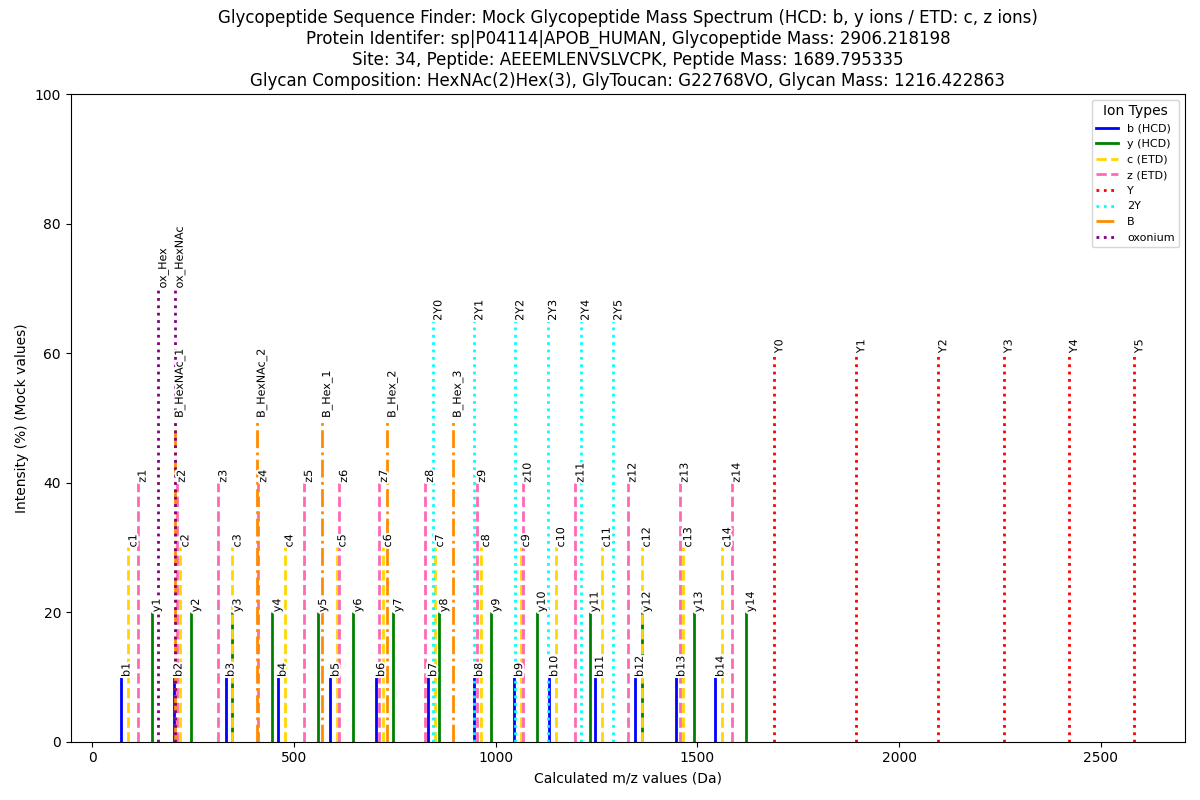 Glycopeptide Sequence Finder: Mock Glycopeptide Mass Spectrum (HCD: b, y ions / ETD: c, z ions)
Protein Identifer: sp|P04114|APOB_HUMAN, Glycopeptide Mass: 2906.218198
Site: 34, Peptide: AEEEMLENVSLVCPK, Peptide Mass: 1689.795335
Glycan Composition: HexNAc(2)Hex(3), GlyToucan: G22768VO, Glycan Mass: 1216.422863
Ion Types
b (HCD)
y (HCD)
c (ETD)
z (ETD)
Y
2Y
B
oxonium
Intensity (%) (Mock values)
100
80
60
40
20
0
ox_Hex
ox_HexNAc
2Y0
2Y1
2Y2
2Y3
2Y4
2Y5
Y0
Y1
Y2
Y3
Y4
Y5
B_HexNAc_1
B_HexNAc_2
B_Hex_1
B_Hex_2
B_Hex_3
z1
z2
z3
z4
z5
z6
z7
z8
z9
z10
z11
z12
z13
z14
c1
c2
c3
c4
c5
c6
c7
c8
c9
c10
c11
c12
c13
c14
y1
y2
y3
y4
y5
y6
y7
y8
y9
y10
y11
y12
y13
y14
b1
b2
b3
b4
b5
b6
b7
b8
b9
b10
b11
b12
b13
b14
0
500
1000
1500
2000
2500
Calculated m/z values (Da)